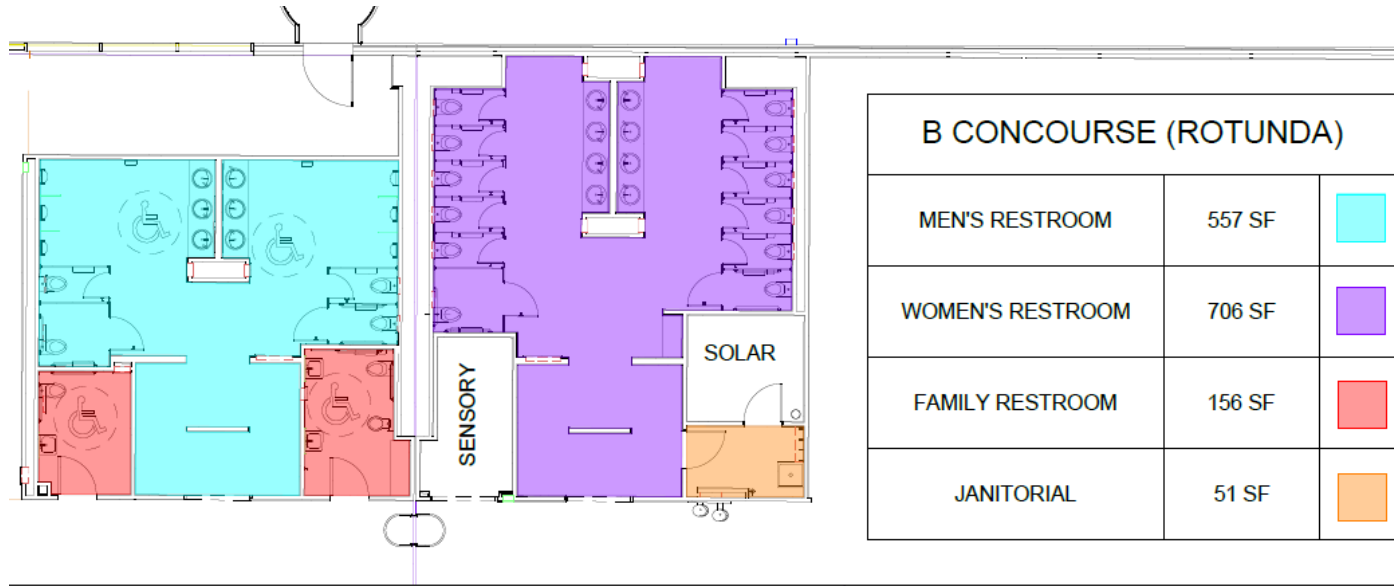 B CONCOURSE (ROTUNDA)
MEN'S RESTROOM 557 SF
WOMEN'S RESTROOM 706 SF
FAMILY RESTROOM 156 SF
JANITORIAL 51 SF
SENSORY
SOLAR